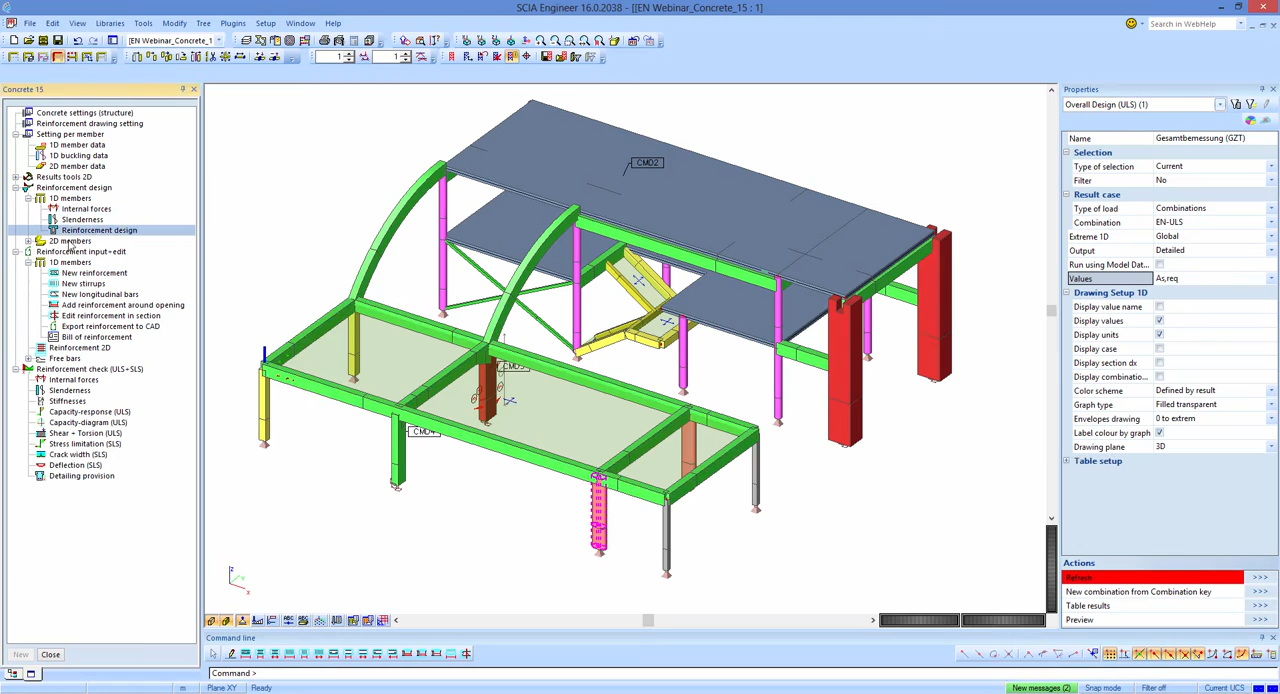 SCIA Engineer 16.0.2038 - [[EN Webinar_Concrete_15 : 1]
File Edit View Libraries Tools Modify Tree Plugins Setup Window Help
Search in WebHelp
[EN Webinar_Concrete_1
1 1
Concrete 15
Concrete settings (structure)
Reinforcement drawing setting
Setting per member
1D member data
1D buckling data
2D member data
Results tools 2D
Reinforcement design
1D members
Internal forces
Slenderness
Reinforcement design
2D members
Reinforcement input+edit
1D members
New reinforcement
New stirrups
New longitudinal bars
Add reinforcement around opening
Edit reinforcement in section
Export reinforcement to CAD
Bill of reinforcement
Reinforcement 2D
Free bars
Reinforcement check (ULS+SLS)
Internal forces
Slenderness
Stiffnesses
Capacity-response (ULS)
Capacity-diagram (ULS)
Shear + Torsion (ULS)
Stress limitation (SLS)
Crack width (SLS)
Deflection (SLS)
Detailing provision
New Close
CMD2
CMD3
CMD4
z y x
Properties
Overall Design (ULS) (1)
Name Gesamtbemessung (GZT)
Selection
Type of selection Current
Filter No
Result case
Type of load Combinations
Combination EN-ULS
Extreme 1D Global
Output Detailed
Run using Model Dat...
Values As,req
Drawing Setup 1D
Display value name
Display values
Display units
Display case
Display section dx
Display combinatio...
Color scheme Defined by result
Graph type Filled transparent
Envelopes drawing 0 to extrem
Label colour by graph
Drawing plane 3D
Table setup
Actions
Refresh >>>
New combination from Combination key >>>
Table results >>>
Preview >>>
Command line
Command >
m Plane XY Ready New messages (2) Snap mode Filter off Current UCS